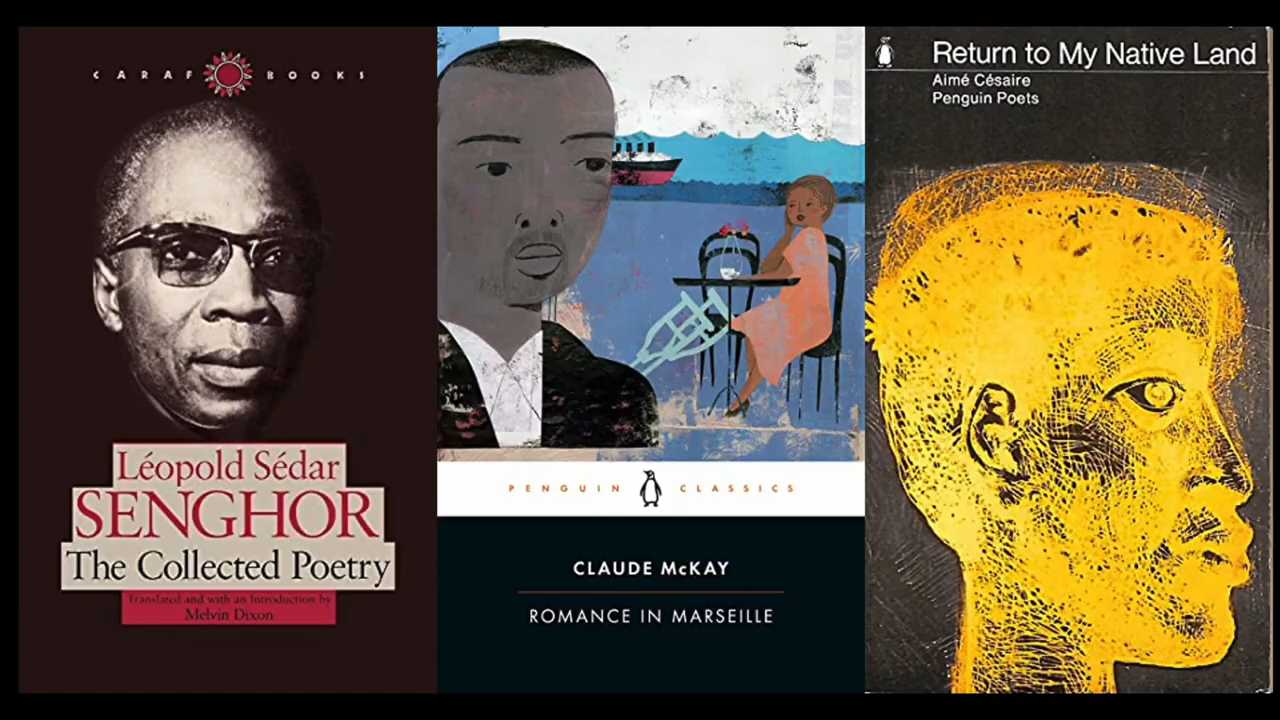 CARAF BOOKS
Léopold Sédar
SENGHOR
The Collected Poetry
Translated and with an Introduction by
Melvin Dixon
PENGUIN CLASSICS
CLAUDE McKAY
ROMANCE IN MARSEILLE
Return to My Native Land
Aimé Césaire
Penguin Poets